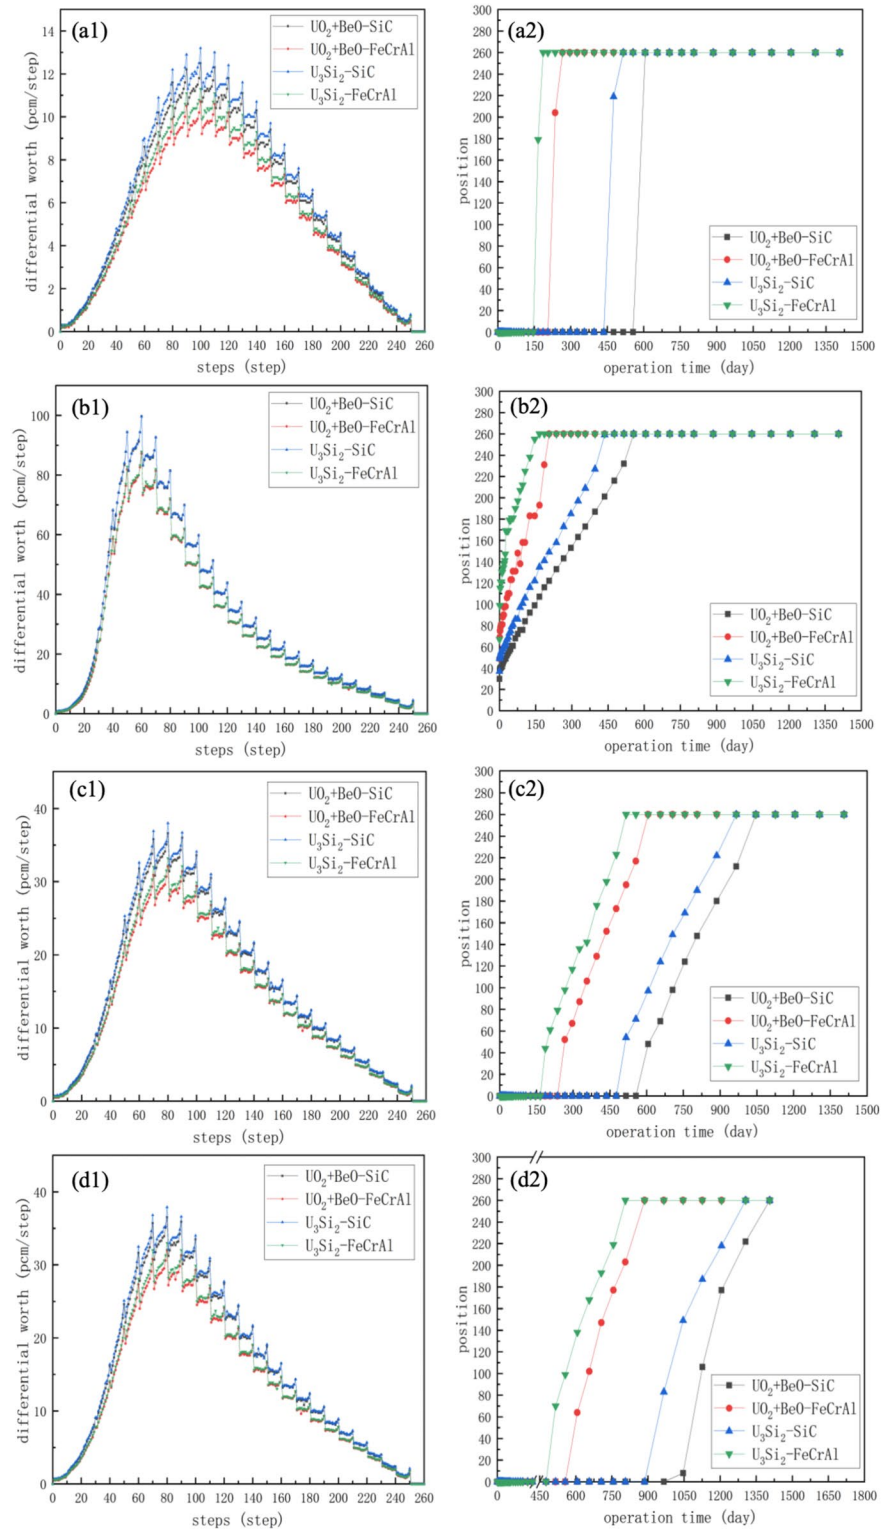 (a1)
differential worth (pcm/step)
14
12
10
8
6
4
2
0
UO₂+BeO-SiC
UO₂+BeO-FeCrAl
U₃Si₂-SiC
U₃Si₂-FeCrAl
0 20 40 60 80 100 120 140 160 180 200 220 240 260
steps (step)
(a2)
position
300
280
260
240
220
200
180
160
140
120
100
80
60
40
20
0
UO₂+BeO-SiC
UO₂+BeO-FeCrAl
U₃Si₂-SiC
U₃Si₂-FeCrAl
0 150 300 450 600 750 900 1050 1200 1350 1500
operation time (day)
(b1)
differential worth (pcm/step)
100
80
60
40
20
0
UO₂+BeO-SiC
UO₂+BeO-FeCrAl
U₃Si₂-SiC
U₃Si₂-FeCrAl
0 20 40 60 80 100 120 140 160 180 200 220 240 260
steps (step)
(b2)
position
300
280
260
240
220
200
180
160
140
120
100
80
60
40
20
0
UO₂+BeO-SiC
UO₂+BeO-FeCrAl
U₃Si₂-SiC
U₃Si₂-FeCrAl
0 150 300 450 600 750 900 1050 1200 1350 1500
operation time (day)
(c1)
differential worth (pcm/step)
40
30
20
10
0
UO₂+BeO-SiC
UO₂+BeO-FeCrAl
U₃Si₂-SiC
U₃Si₂-FeCrAl
0 20 40 60 80 100 120 140 160 180 200 220 240 260
steps (step)
(c2)
position
300
280
260
240
220
200
180
160
140
120
100
80
60
40
20
0
UO₂+BeO-SiC
UO₂+BeO-FeCrAl
U₃Si₂-SiC
U₃Si₂-FeCrAl
0 150 300 450 600 750 900 1050 1200 1350 1500
operation time (day)
(d1)
differential worth (pcm/step)
40
30
20
10
0
UO₂+BeO-SiC
UO₂+BeO-FeCrAl
U₃Si₂-SiC
U₃Si₂-FeCrAl
0 20 40 60 80 100 120 140 160 180 200 220 240 260
steps (step)
(d2)
position
300
280
260
240
220
200
180
160
140
120
100
80
60
40
20
0
UO₂+BeO-SiC
UO₂+BeO-FeCrAl
U₃Si₂-SiC
U₃Si₂-FeCrAl
0 450 600 750 900 1050 1200 1350 1500 1650 1800
operation time (day)